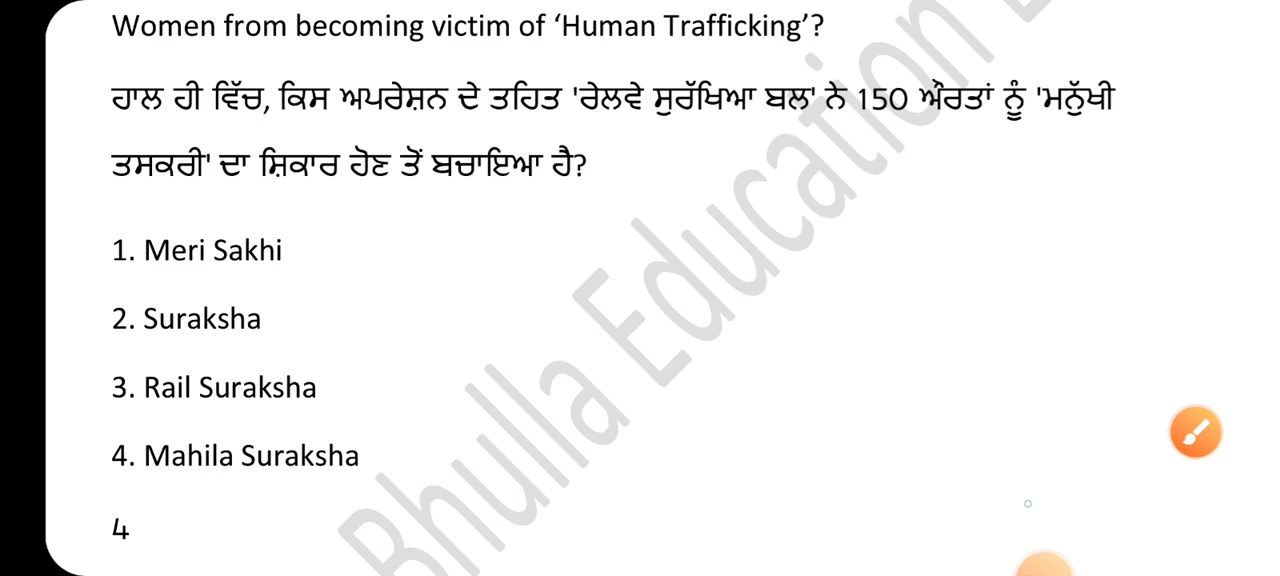 Women from becoming victim of ‘Human Trafficking’?
ਹਾਲ ਹੀ ਵਿੱਚ, ਕਿਸ ਅਪਰੇਸ਼ਨ ਦੇ ਤਹਿਤ 'ਰੇਲਵੇ ਸੁਰੱਖਿਆ ਬਲ' ਨੇ 150 ਔਰਤਾਂ ਨੂੰ 'ਮਨੁੱਖੀ
ਤਸਕਰੀ' ਦਾ ਸ਼ਿਕਾਰ ਹੋਣ ਤੋਂ ਬਚਾਇਆ ਹੈ?
1. Meri Sakhi
2. Suraksha
3. Rail Suraksha
4. Mahila Suraksha
4
Bhulla Education